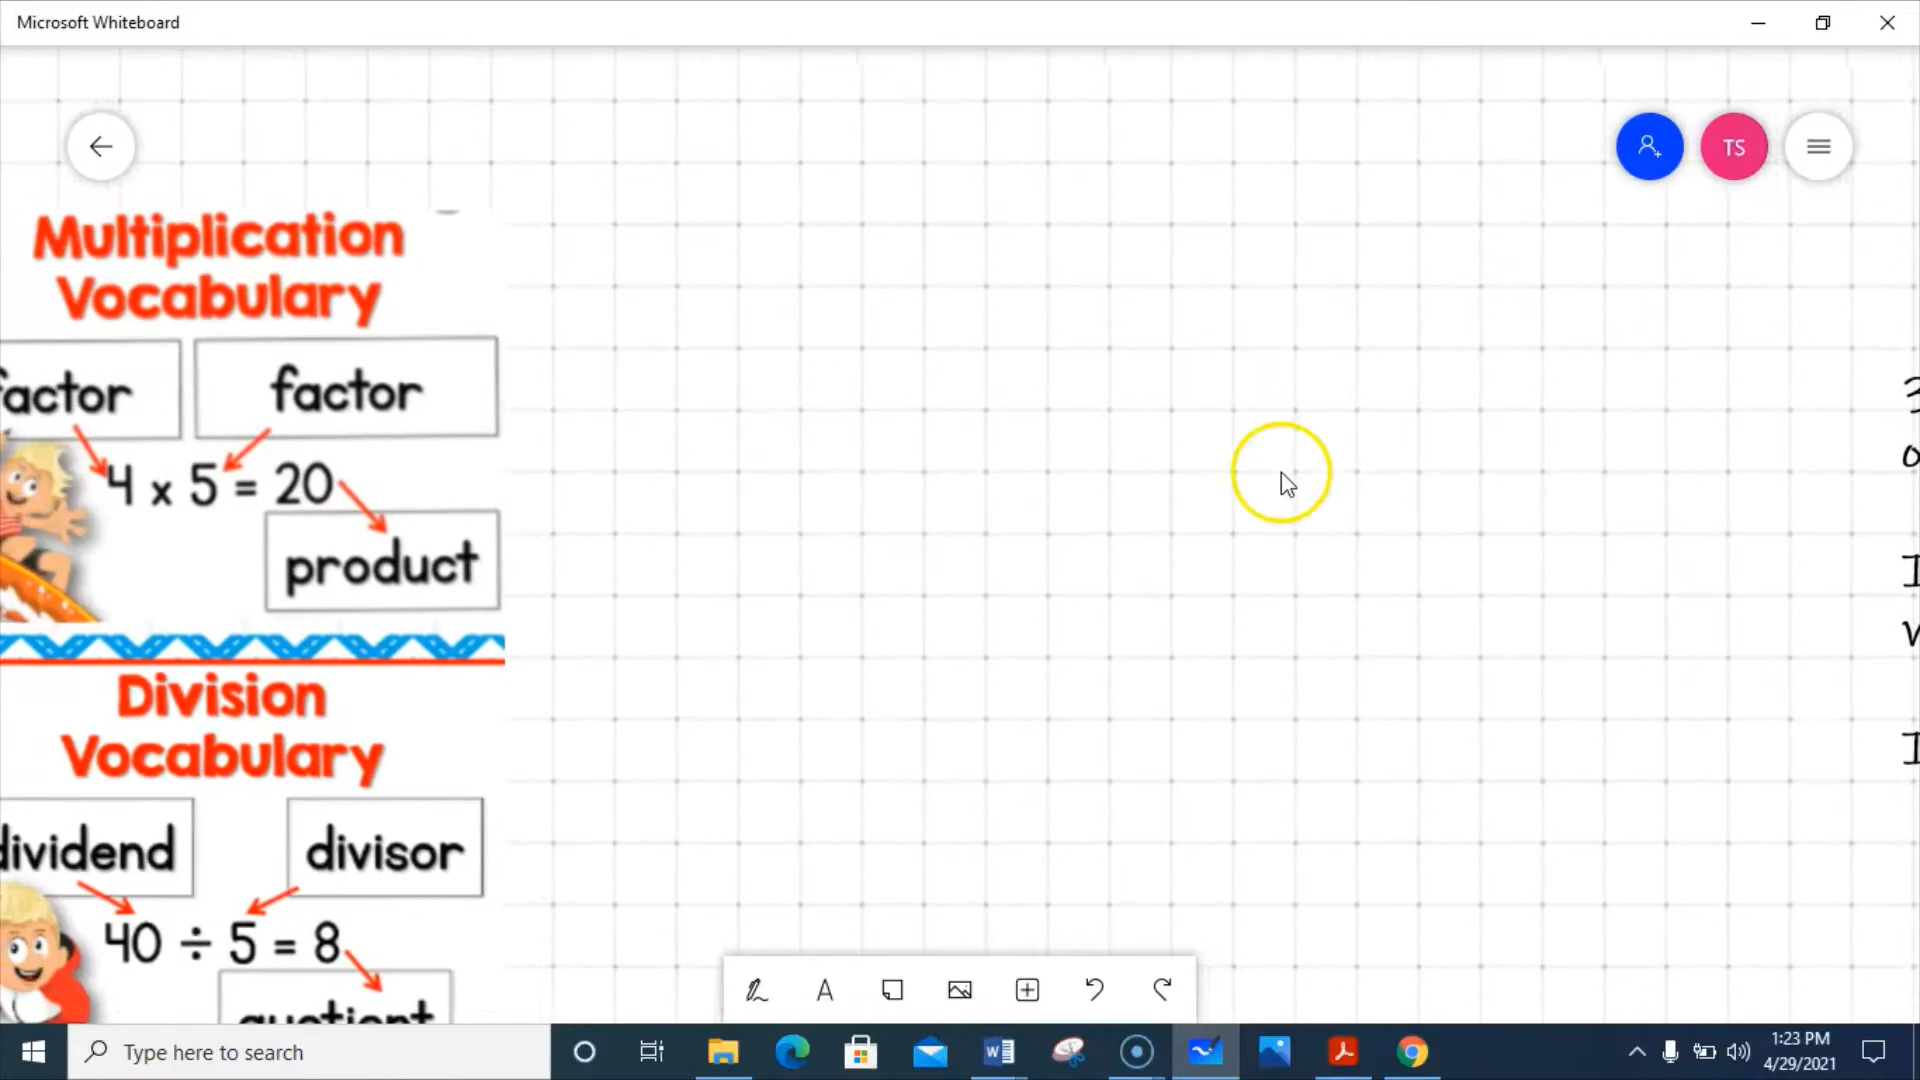 Microsoft Whiteboard
TS
Multiplication
Vocabulary
factor factor
4 x 5 = 20
product
Division
Vocabulary
dividend divisor
40 ÷ 5 = 8
quotient
Type here to search
1:23 PM
4/29/2021